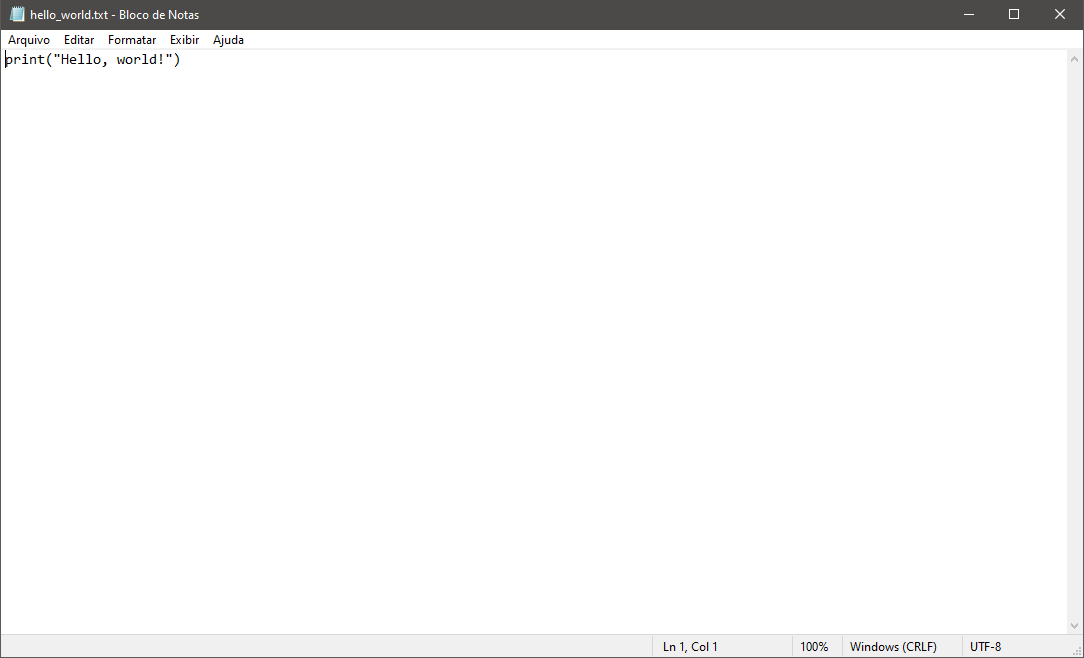 hello_world.txt - Bloco de Notas
Arquivo Editar Formatar Exibir Ajuda
print("Hello, world!")
Ln 1, Col 1 100% Windows (CRLF) UTF-8